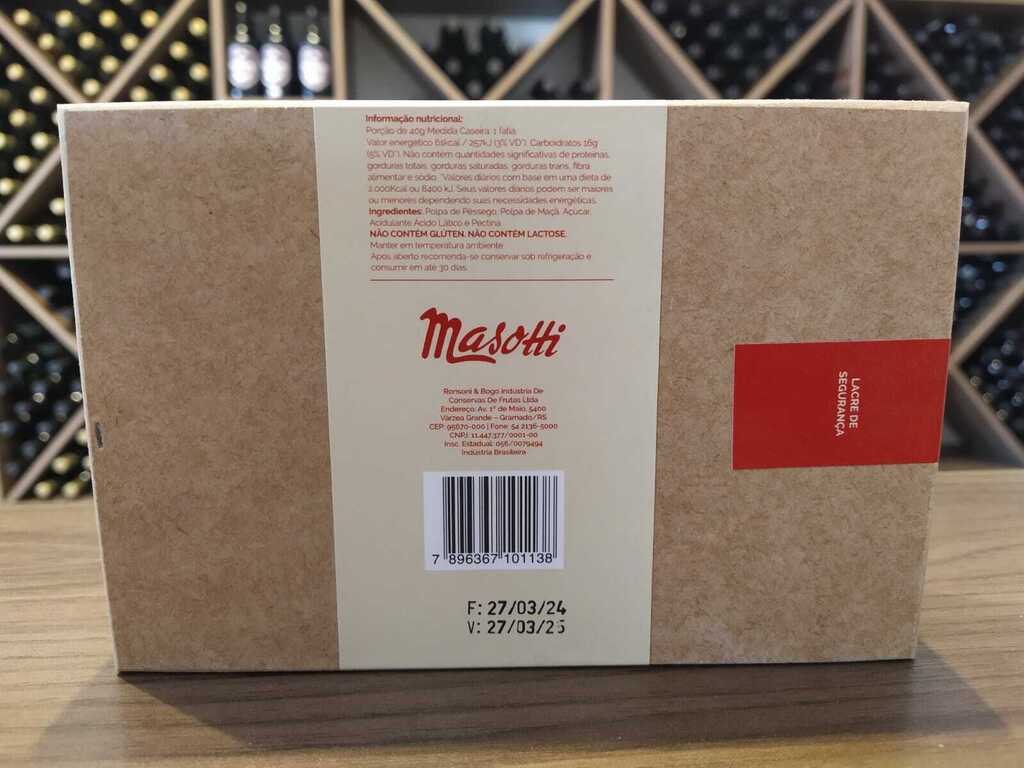 Informação nutricional:
Porção de 40g Medida Caseira: 1 fatia
Valor energético 61kcal / 257kJ (3% VD*). Carboidratos 16g
(5% VD*). Não contém quantidades significativas de proteínas,
gorduras totais, gorduras saturadas, gorduras trans, fibra
alimentar e sódio. *Valores diários com base em uma dieta de
2.000Kcal ou 8400 kJ. Seus valores diários podem ser maiores
ou menores dependendo suas necessidades energéticas.
Ingredientes: Polpa de Pêssego, Polpa de Maçã, Açúcar,
Acidulante Ácido Lático e Pectina
NÃO CONTÉM GLÚTEN. NÃO CONTÉM LACTOSE.
Manter em temperatura ambiente
Após aberto recomenda-se conservar sob refrigeração e
consumir em até 30 dias.
Masotti
Ronsoni & Bogo Indústria De
Conservas De Frutas Ltda
Endereço: Av. 1º de Maio, 5400
Várzea Grande – Gramado/RS
CEP: 95670-000 | Fone: 54 2136-5000
CNPJ: 11.447.377/0001-00
Insc. Estadual: 056/0079494
Indústria Brasileira
7 896367 101138
F: 27/03/24
V: 27/03/25
LACRE DE
SEGURANÇA